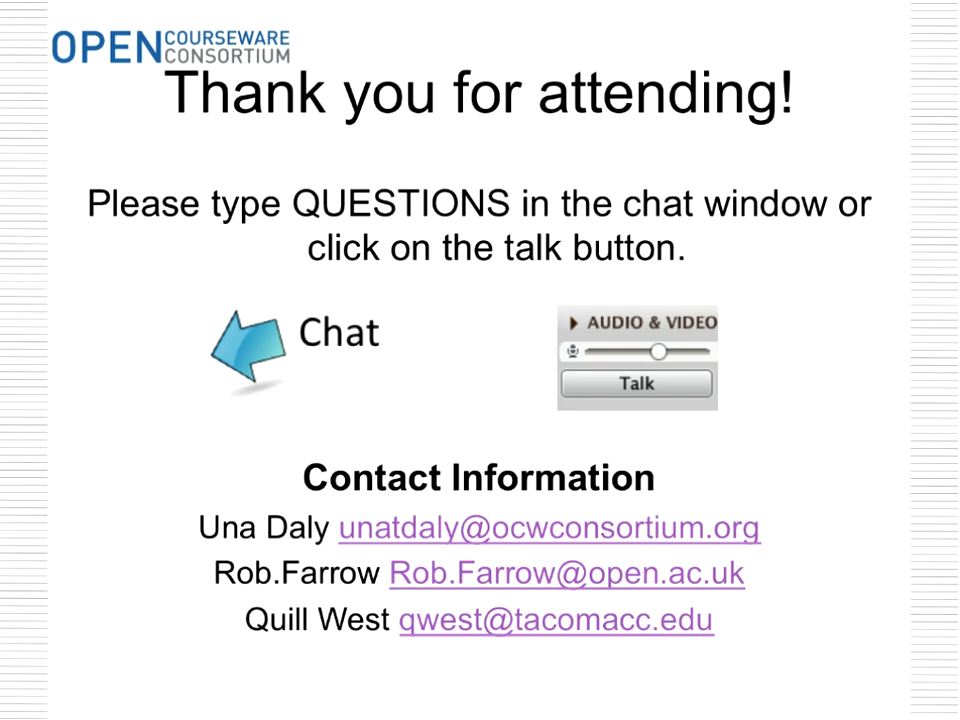 OPEN COURSEWARE CONSORTIUM
Thank you for attending!
Please type QUESTIONS in the chat window or
click on the talk button.
Chat
AUDIO & VIDEO
Talk
Contact Information
Una Daly unatdaly@ocwconsortium.org
Rob.Farrow Rob.Farrow@open.ac.uk
Quill West qwest@tacomacc.edu